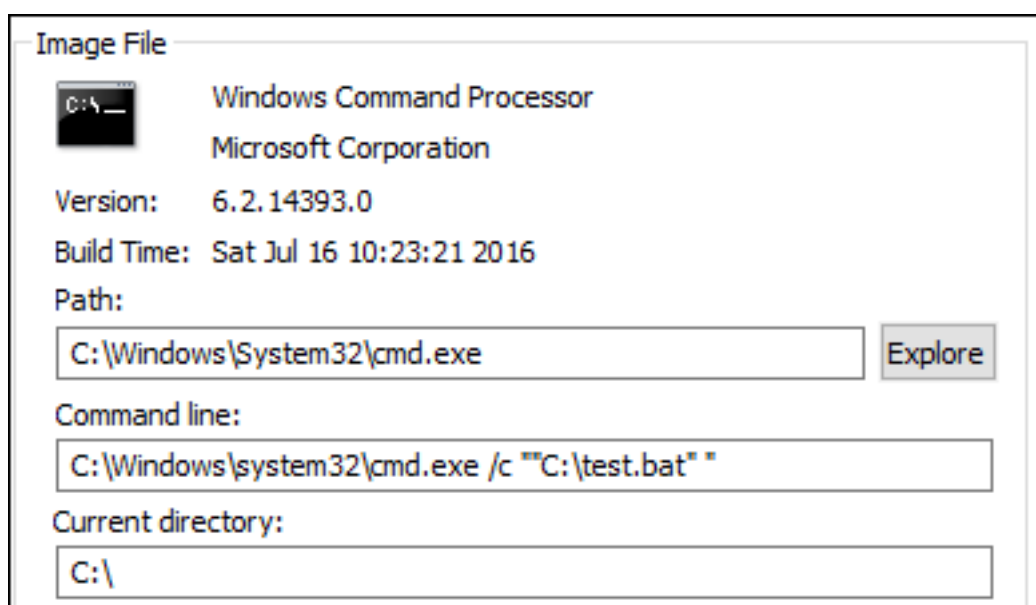 Image File
C:\
Windows Command Processor
Microsoft Corporation
Version: 6.2.14393.0
Build Time: Sat Jul 16 10:23:21 2016
Path:
C:\Windows\System32\cmd.exe Explore
Command line:
C:\Windows\system32\cmd.exe /c ""C:\test.bat" "
Current directory:
C:\